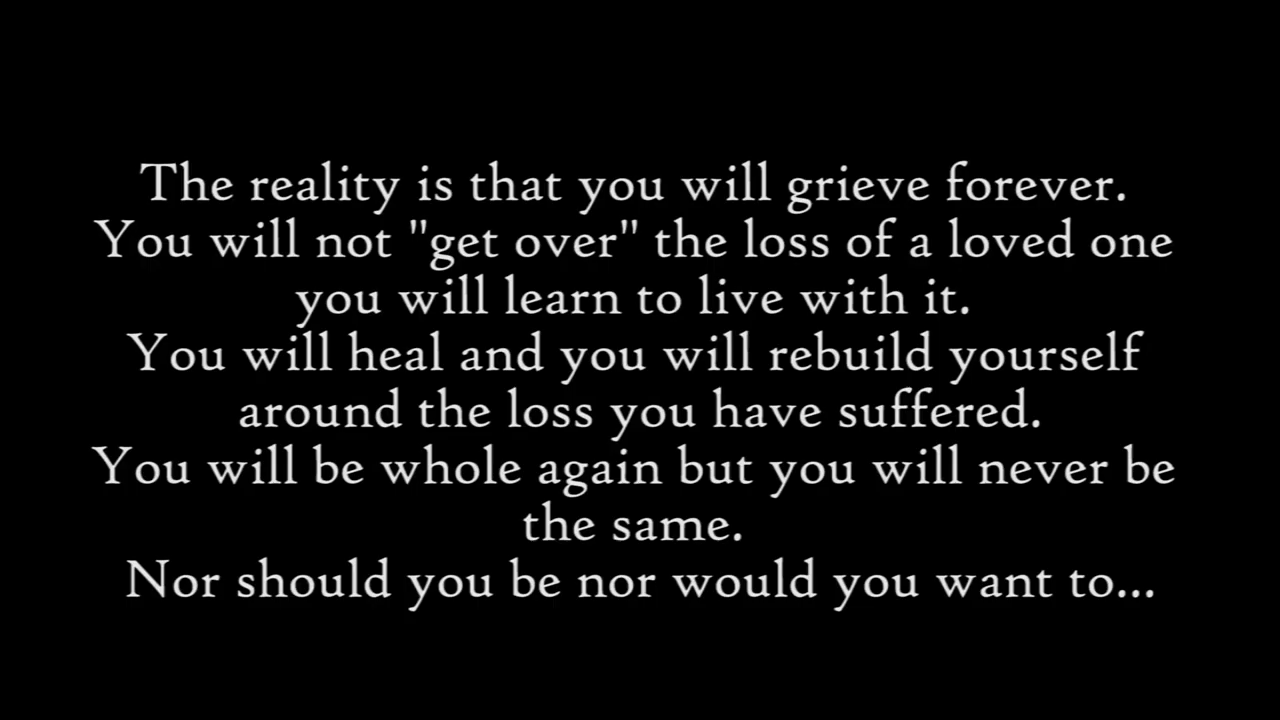 The reality is that you will grieve forever.
You will not "get over" the loss of a loved one
you will learn to live with it.
You will heal and you will rebuild yourself
around the loss you have suffered.
You will be whole again but you will never be
the same.
Nor should you be nor would you want to...